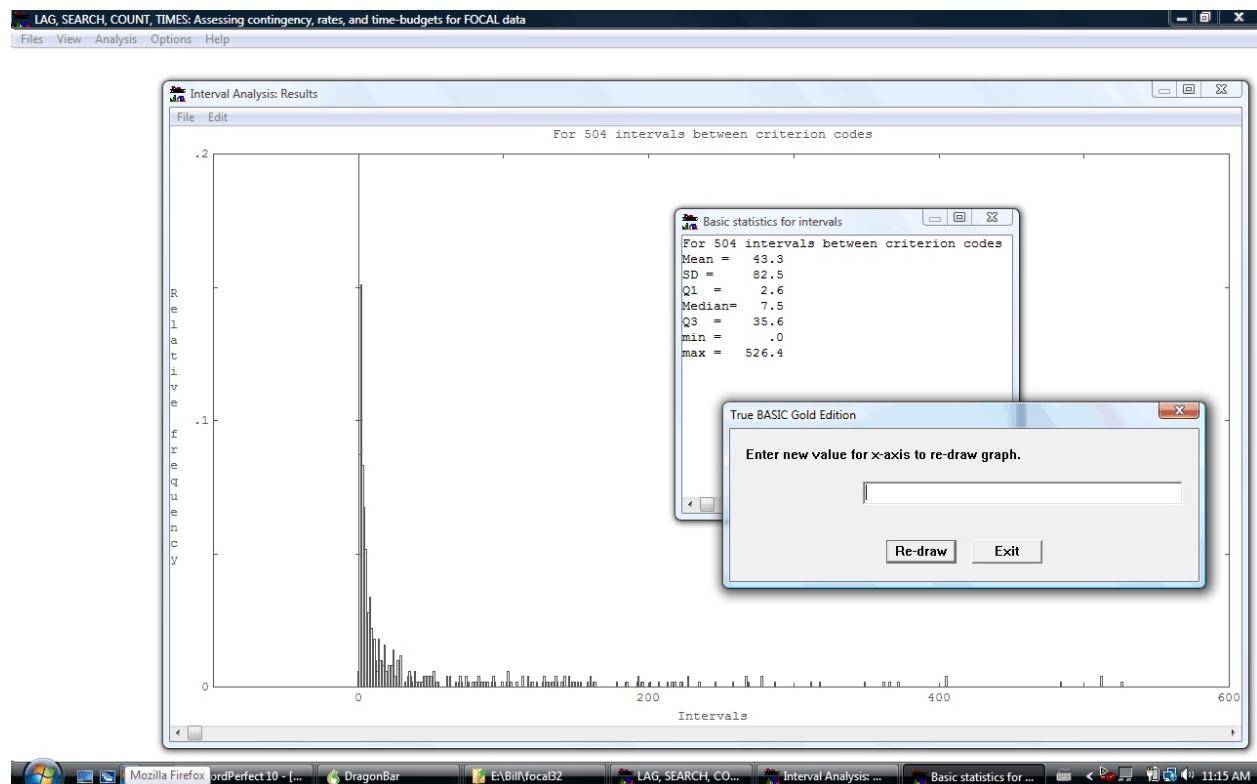 LAG, SEARCH, COUNT, TIMES: Assessing contingency, rates, and time-budgets for FOCAL data
Files View Analysis Options Help
Interval Analysis: Results
File Edit
For 504 intervals between criterion codes
.2
.1
0
Relative frequency
0 200 400 600
Intervals
Basic statistics for intervals
For 504 intervals between criterion codes
Mean = 43.3
SD = 82.5
Q1 = 2.6
Median= 7.5
Q3 = 35.6
min = .0
max = 526.4
True BASIC Gold Edition
Enter new value for x-axis to re-draw graph.
Re-draw Exit
Mozilla Firefox ordPerfect 10 - [... DragonBar E:\Bill\focal32 LAG, SEARCH, CO... Interval Analysis: ... Basic statistics for ... 11:15 AM